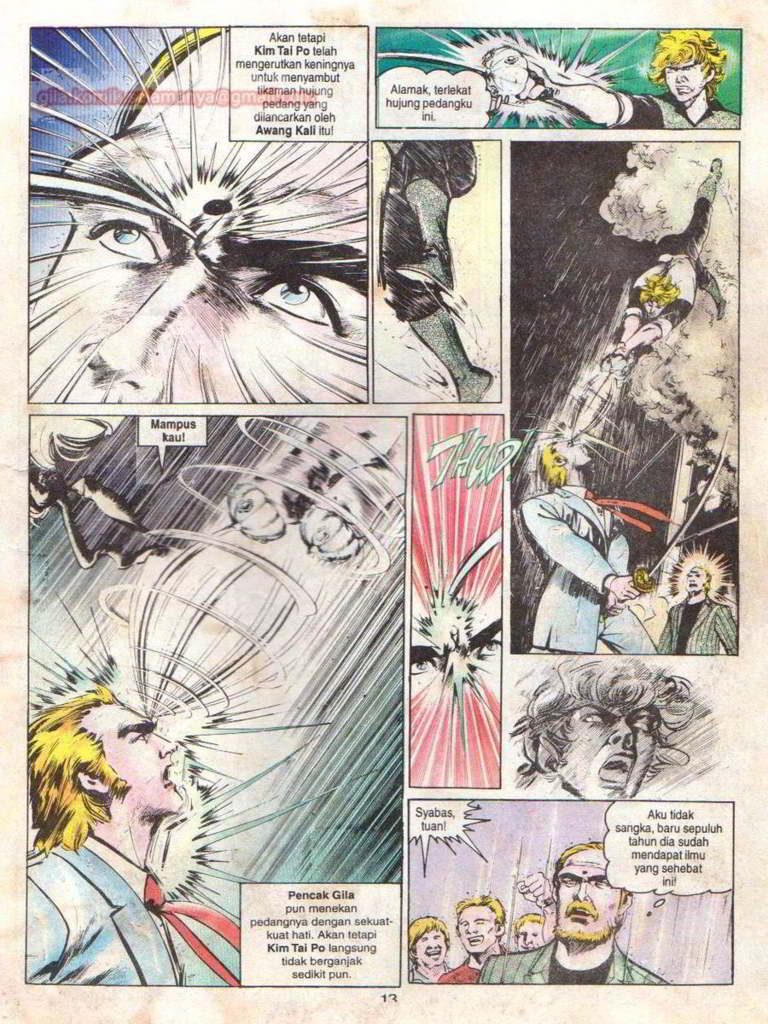 Akan tetapi
Kim Tai Po telah
mengerutkan keningnya
untuk menyambut
tikaman hujung
pedang yang
diiancarkan oleh
Awang Kali itu!
Alamak, terlekat
hujung pedangku
ini.
Mampus
kau!
THUD!
Pencak Gila
pun menekan
pedangnya dengan sekuat-
kuat hati. Akan tetapi
Kim Tai Po langsung
tidak berganjak
sedikit pun.
Syabas,
tuan!
Aku tidak
sangka, baru sepuluh
tahun dia sudah
mendapat ilmu
yang sehebat
ini!
13